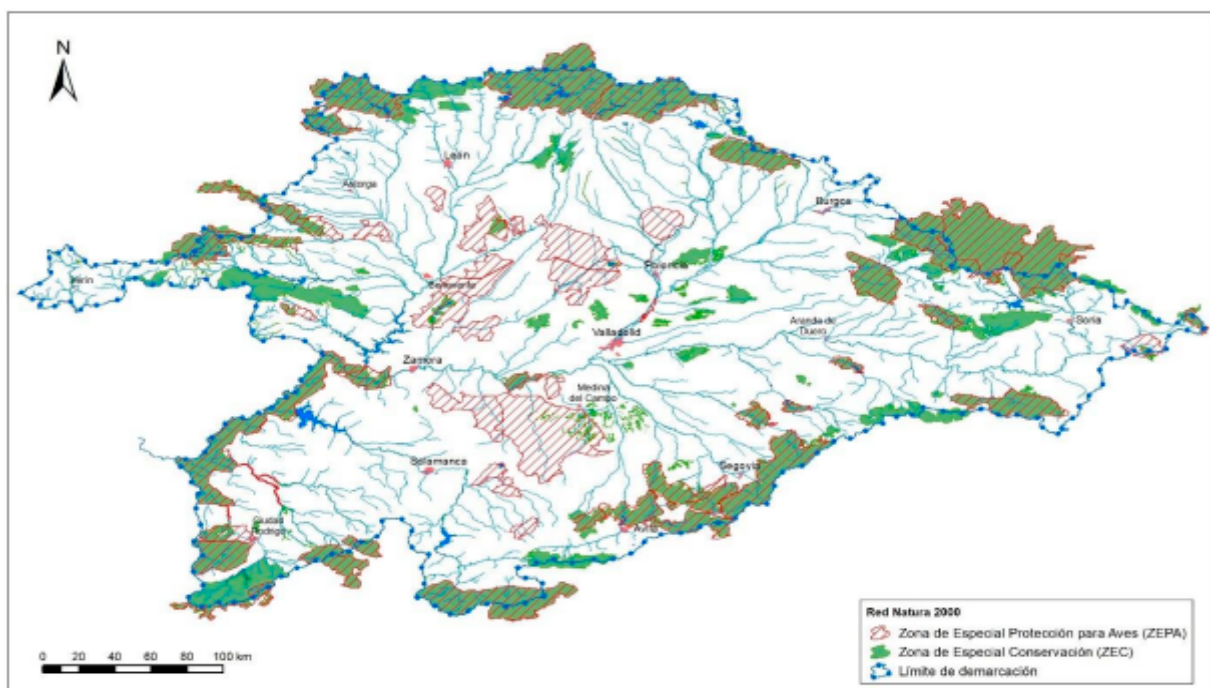 N
León
Astorga
Burgos
Verín
Benavente
Palencia
Soria
Aranda de
Duero
Valladolid
Zamora
Medina
del Campo
Salamanca
Segovia
Ciudad
Rodrigo
Ávila
Red Natura 2000
Zona de Especial Protección para Aves (ZEPA)
Zona de Especial Conservación (ZEC)
Límite de demarcación
0 20 40 60 80 100 km